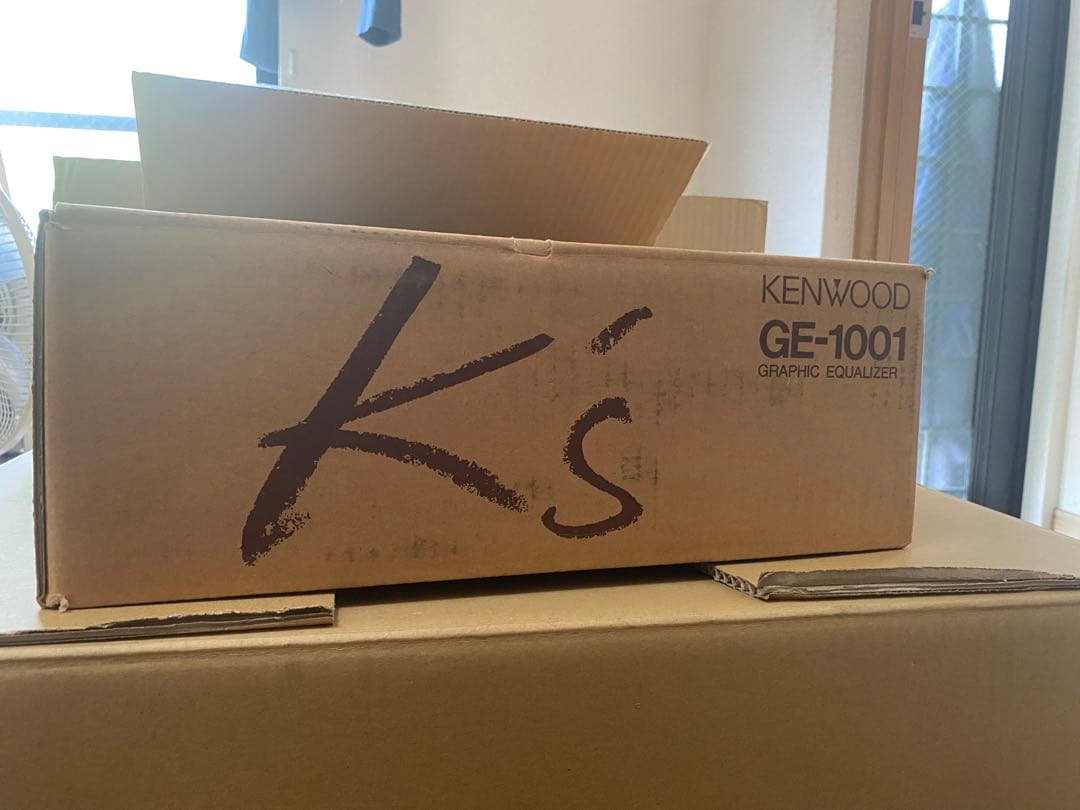 K's
KENWOOD
GE-1001
GRAPHIC EQUALIZER